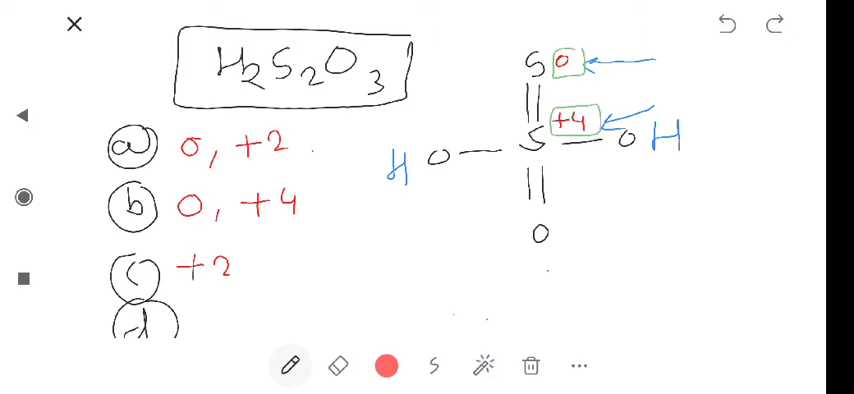 H2S2O3
S 0
+4
H O — S — O H
O
a 0, +2
b 0, +4
c +2
d